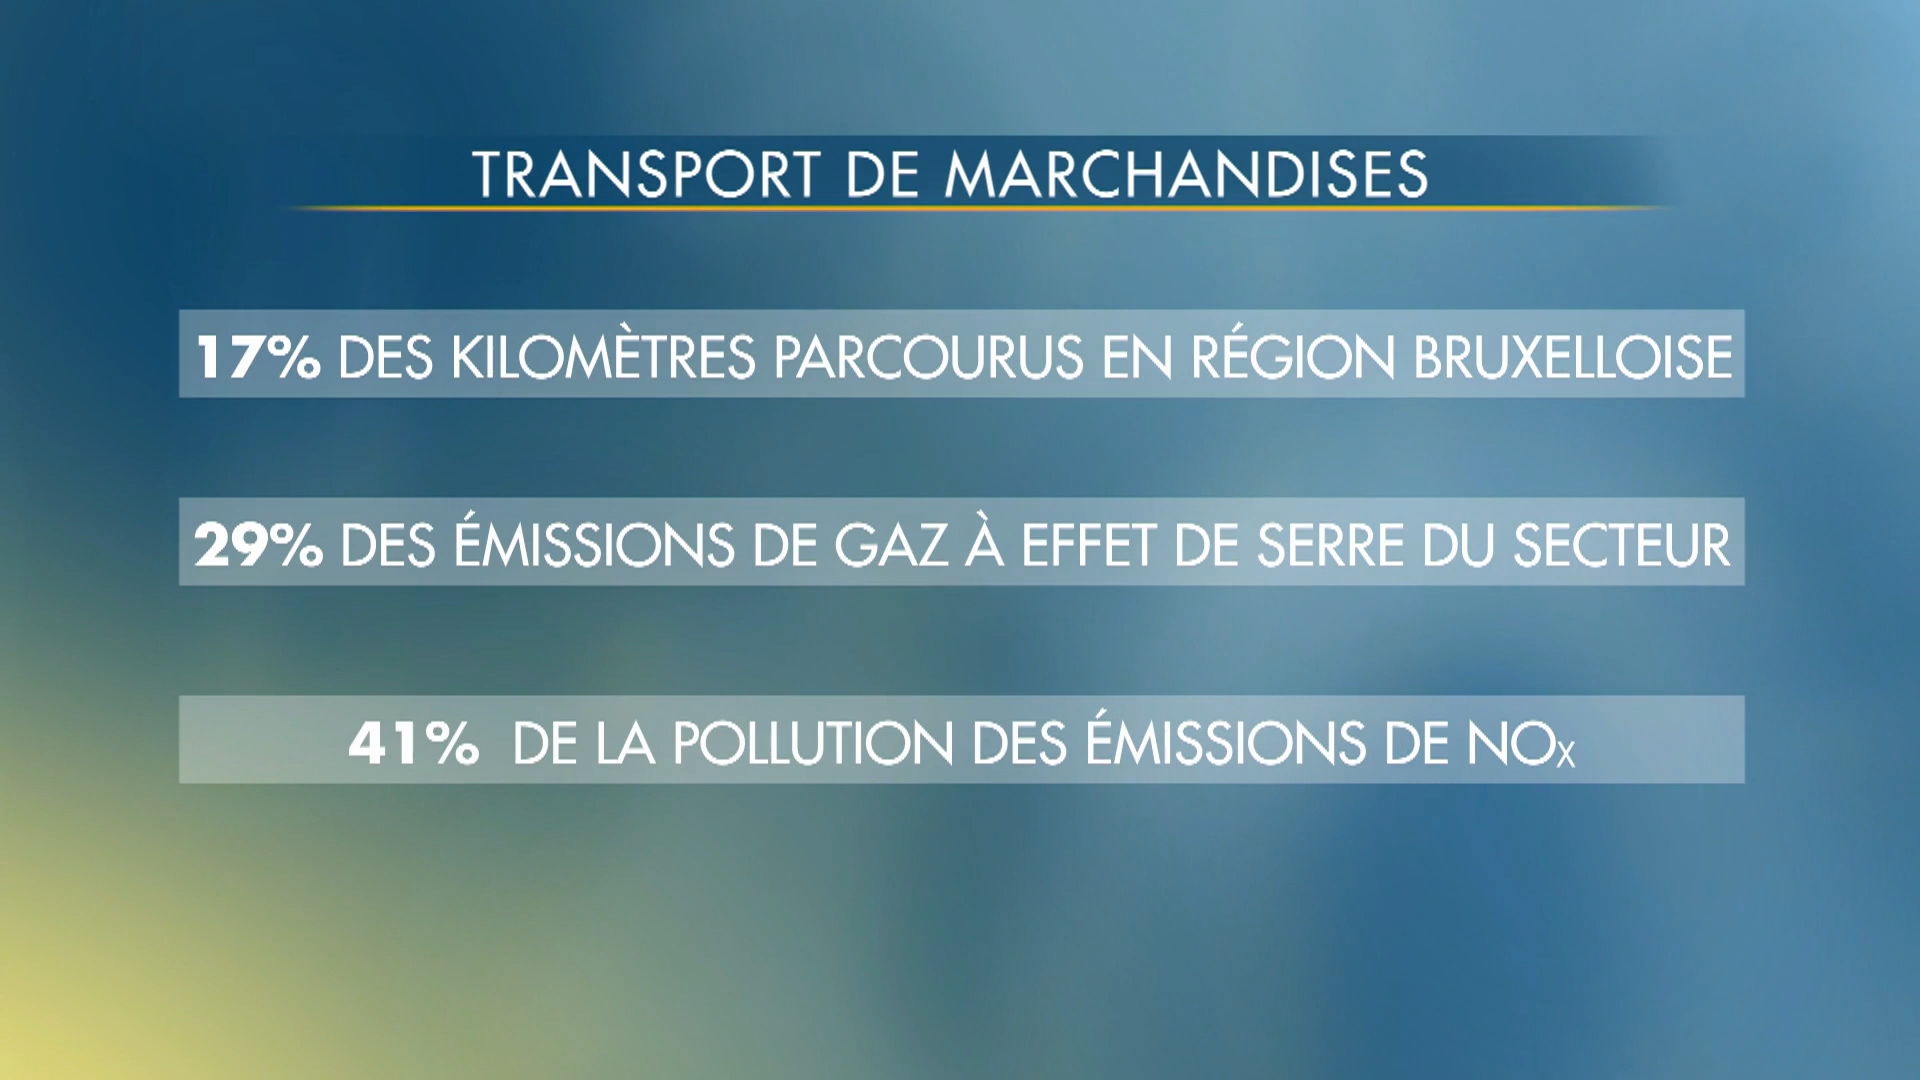 TRANSPORT DE MARCHANDISES
17% DES KILOMÈTRES PARCOURUS EN RÉGION BRUXELLOISE
29% DES ÉMISSIONS DE GAZ À EFFET DE SERRE DU SECTEUR
41% DE LA POLLUTION DES ÉMISSIONS DE NOx